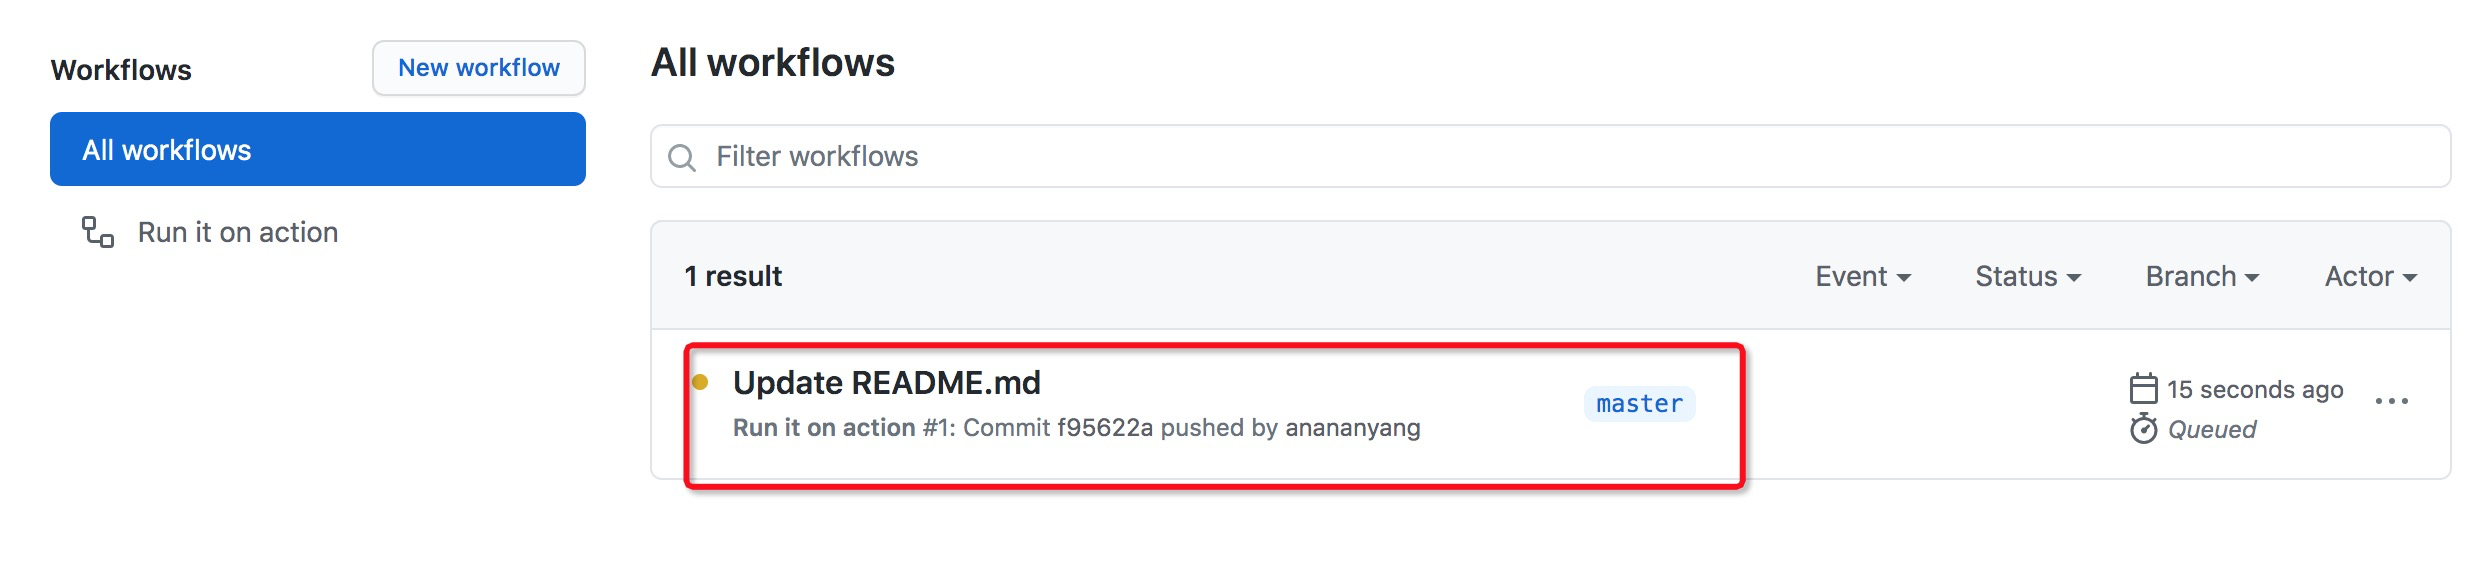 Workflows
New workflow
All workflows
Run it on action
All workflows
Filter workflows
1 result
Event
Status
Branch
Actor
Update README.md
Run it on action #1: Commit f95622a pushed by anananyang
master
15 seconds ago
Queued